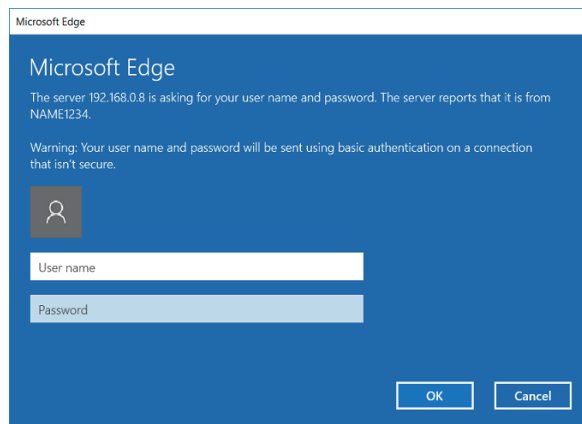 Microsoft Edge
Microsoft Edge
The server 192.168.0.8 is asking for your user name and password. The server reports that it is from
NAME1234.
Warning: Your user name and password will be sent using basic authentication on a connection
that isn't secure.
User name
Password
OK Cancel